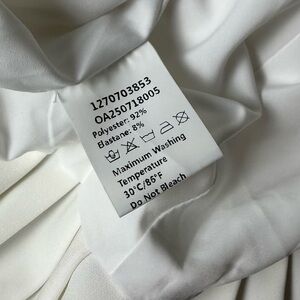 1270703853
OA250718005
Polyester: 92%
Elastane: 8%
Maximum Washing
Temperature
30°C/86°F
Do Not Bleach